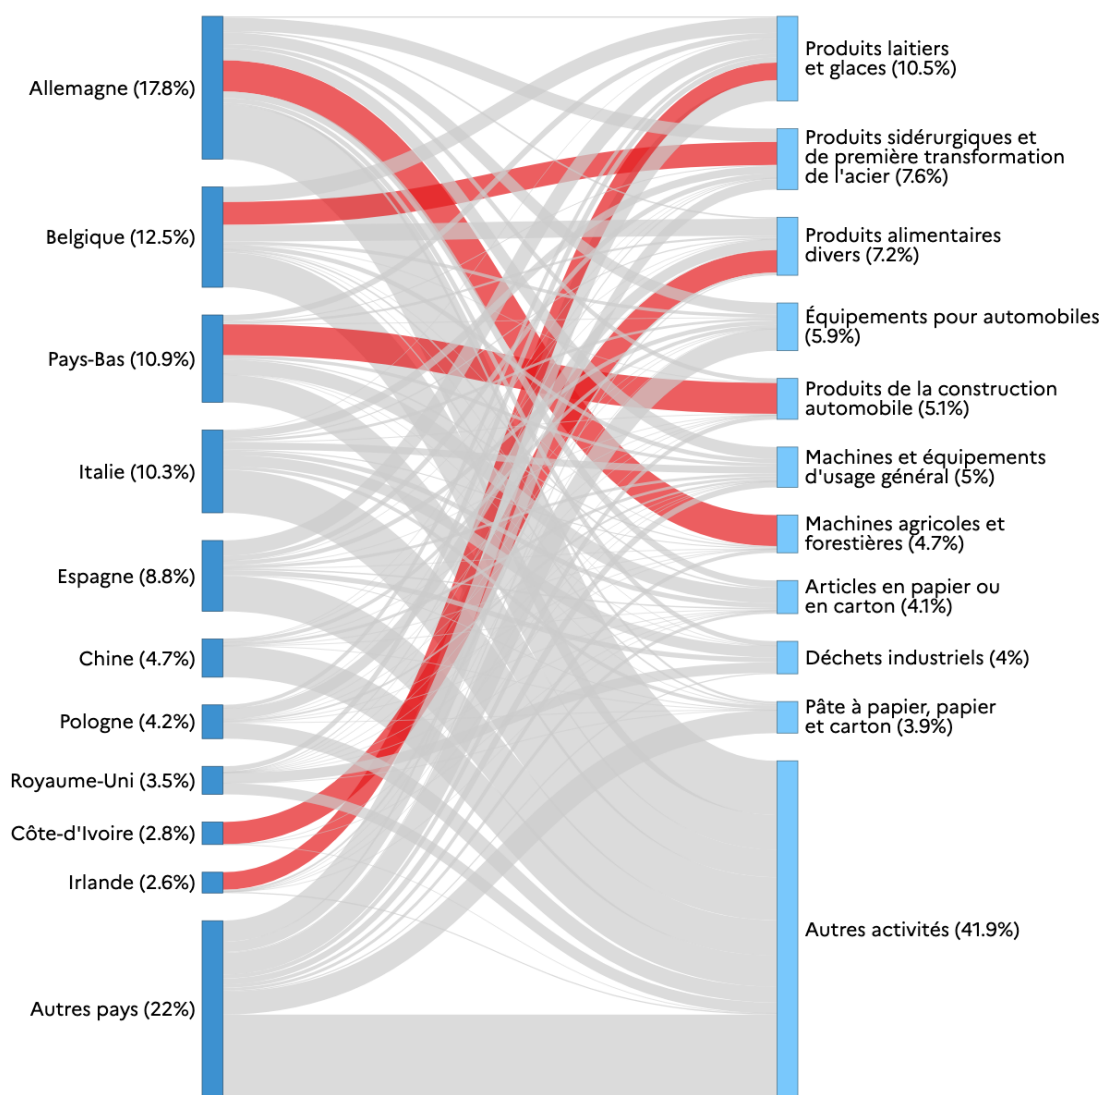 Allemagne (17.8%)
Belgique (12.5%)
Pays-Bas (10.9%)
Italie (10.3%)
Espagne (8.8%)
Chine (4.7%)
Pologne (4.2%)
Royaume-Uni (3.5%)
Côte-d'Ivoire (2.8%)
Irlande (2.6%)
Autres pays (22%)
Produits laitiers
et glaces (10.5%)
Produits sidérurgiques et
de première transformation
de l'acier (7.6%)
Produits alimentaires
divers (7.2%)
Équipements pour automobiles
(5.9%)
Produits de la construction
automobile (5.1%)
Machines et équipements
d'usage général (5%)
Machines agricoles et
forestières (4.7%)
Articles en papier ou
en carton (4.1%)
Déchets industriels (4%)
Pâte à papier, papier
et carton (3.9%)
Autres activités (41.9%)